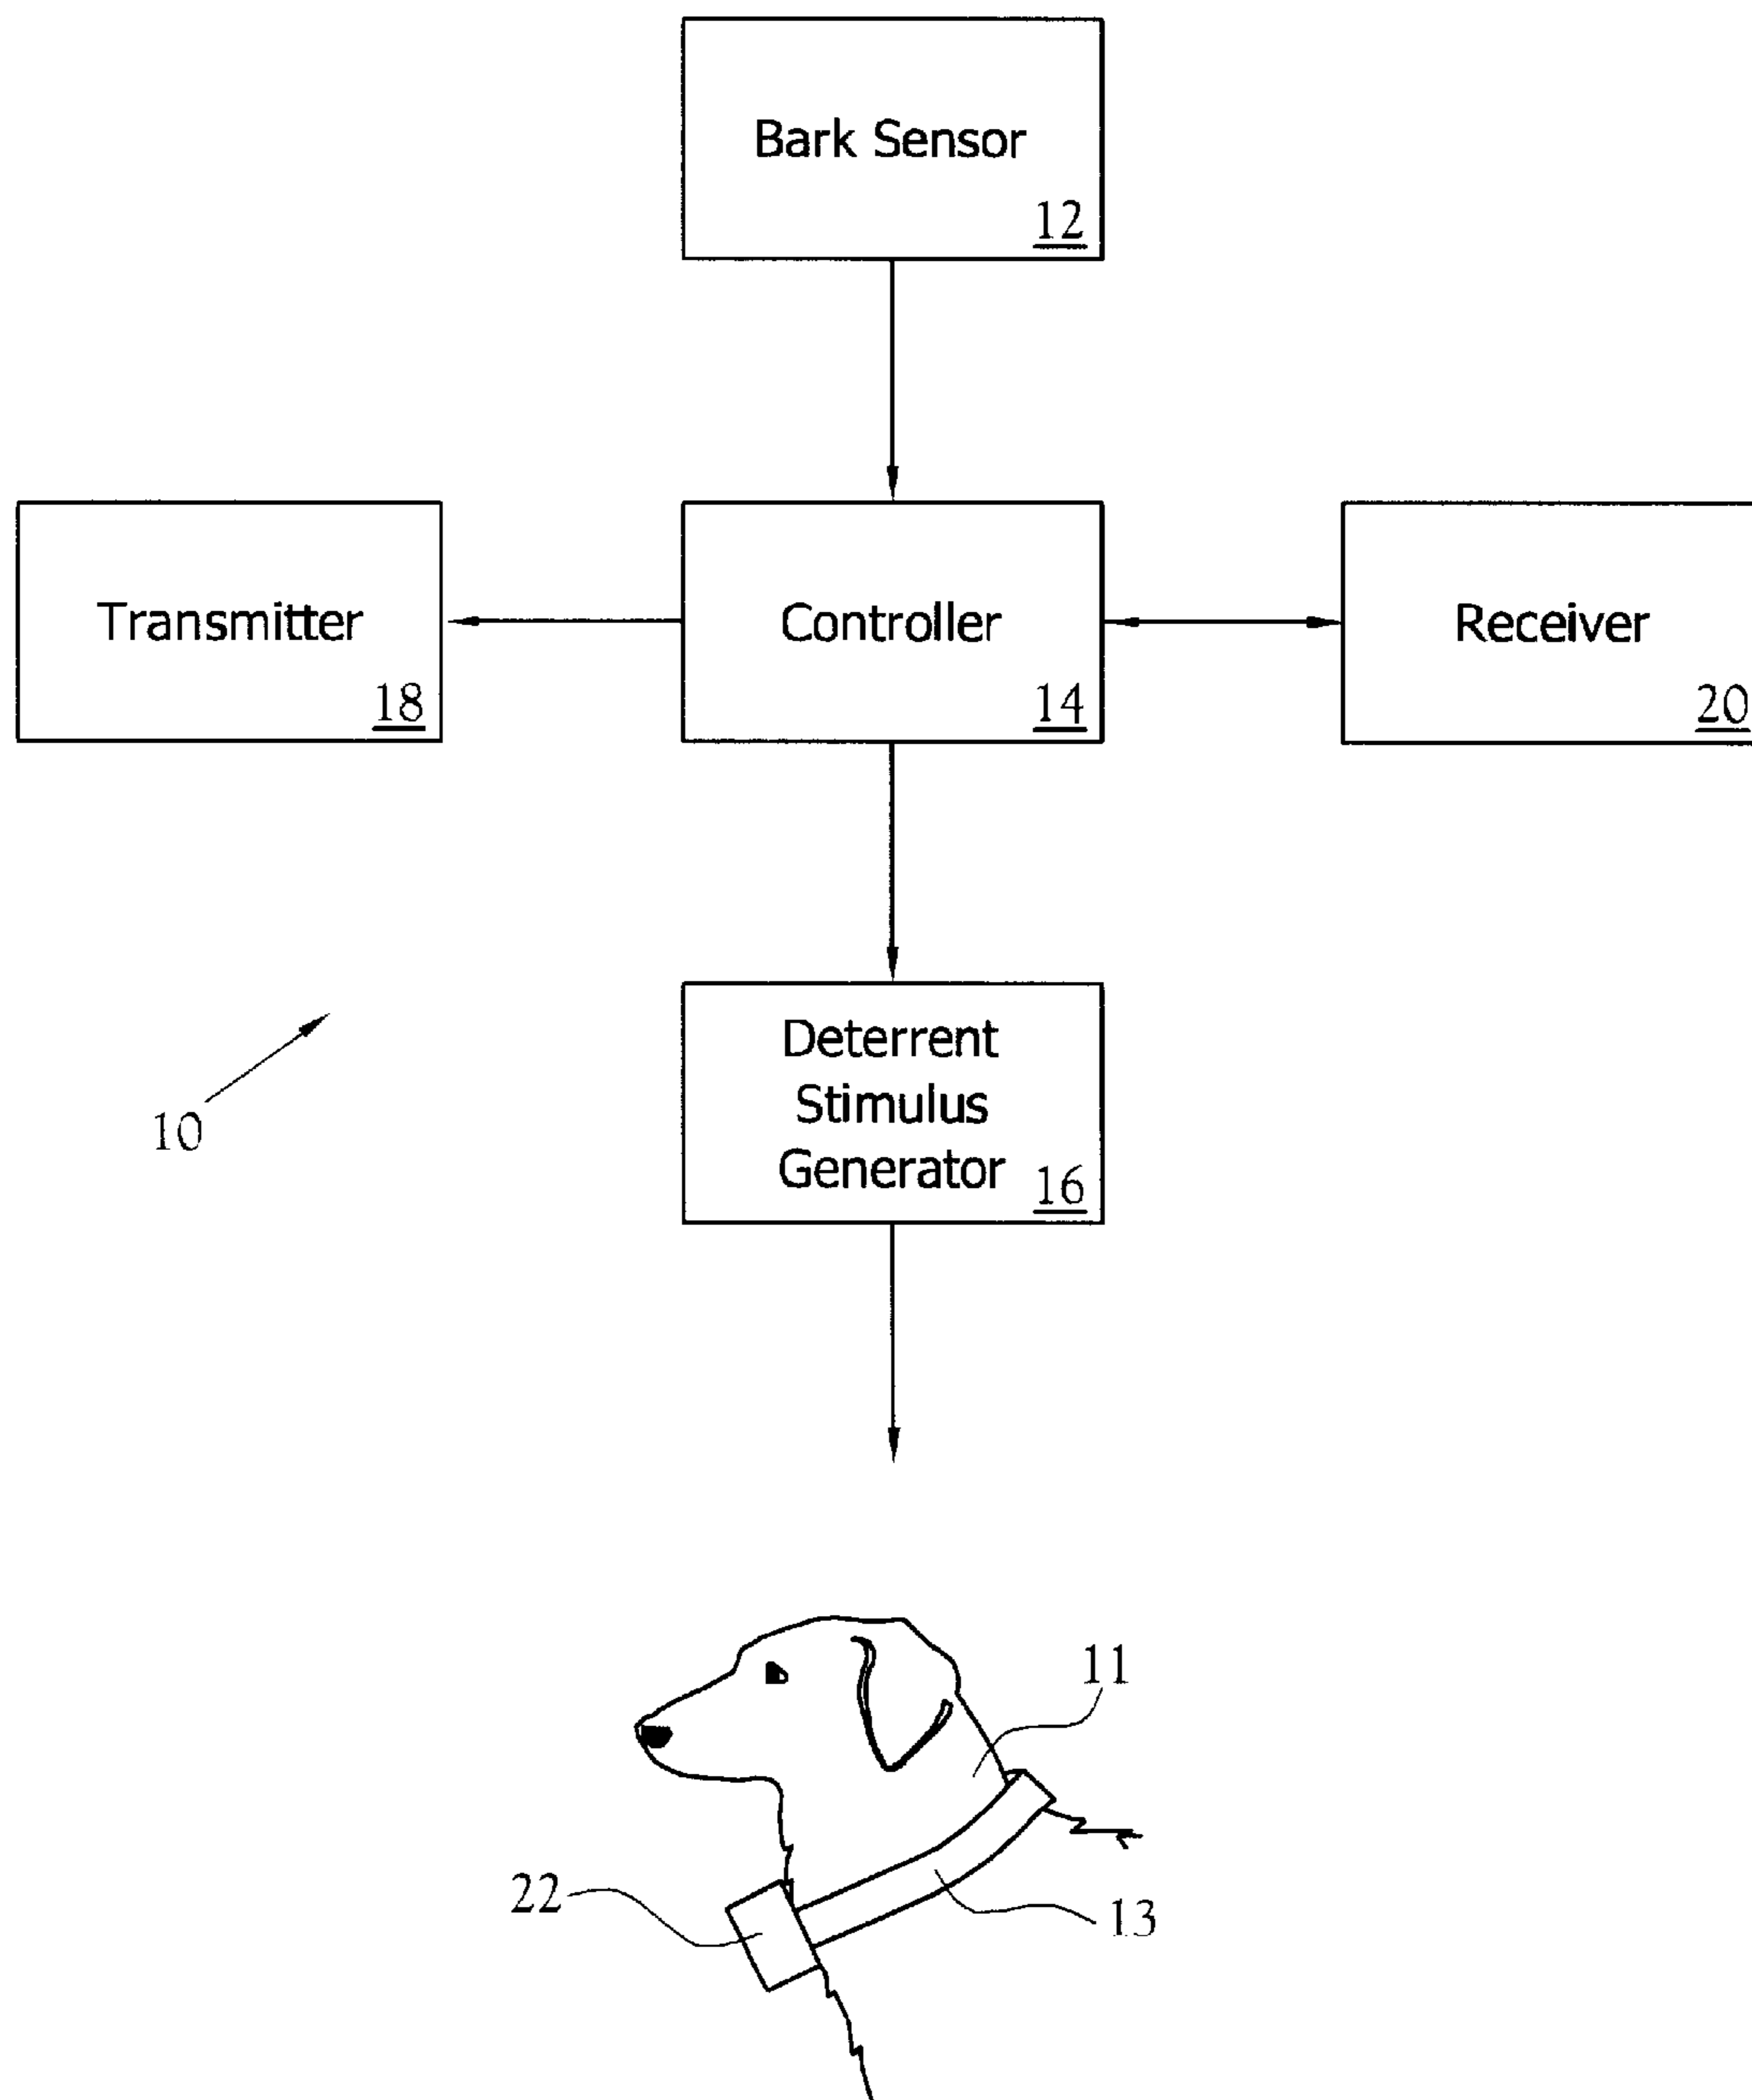 Bark Sensor
12
Transmitter
18
Controller
14
Receiver
20
Deterrent
Stimulus
Generator
16
10
11
22
13